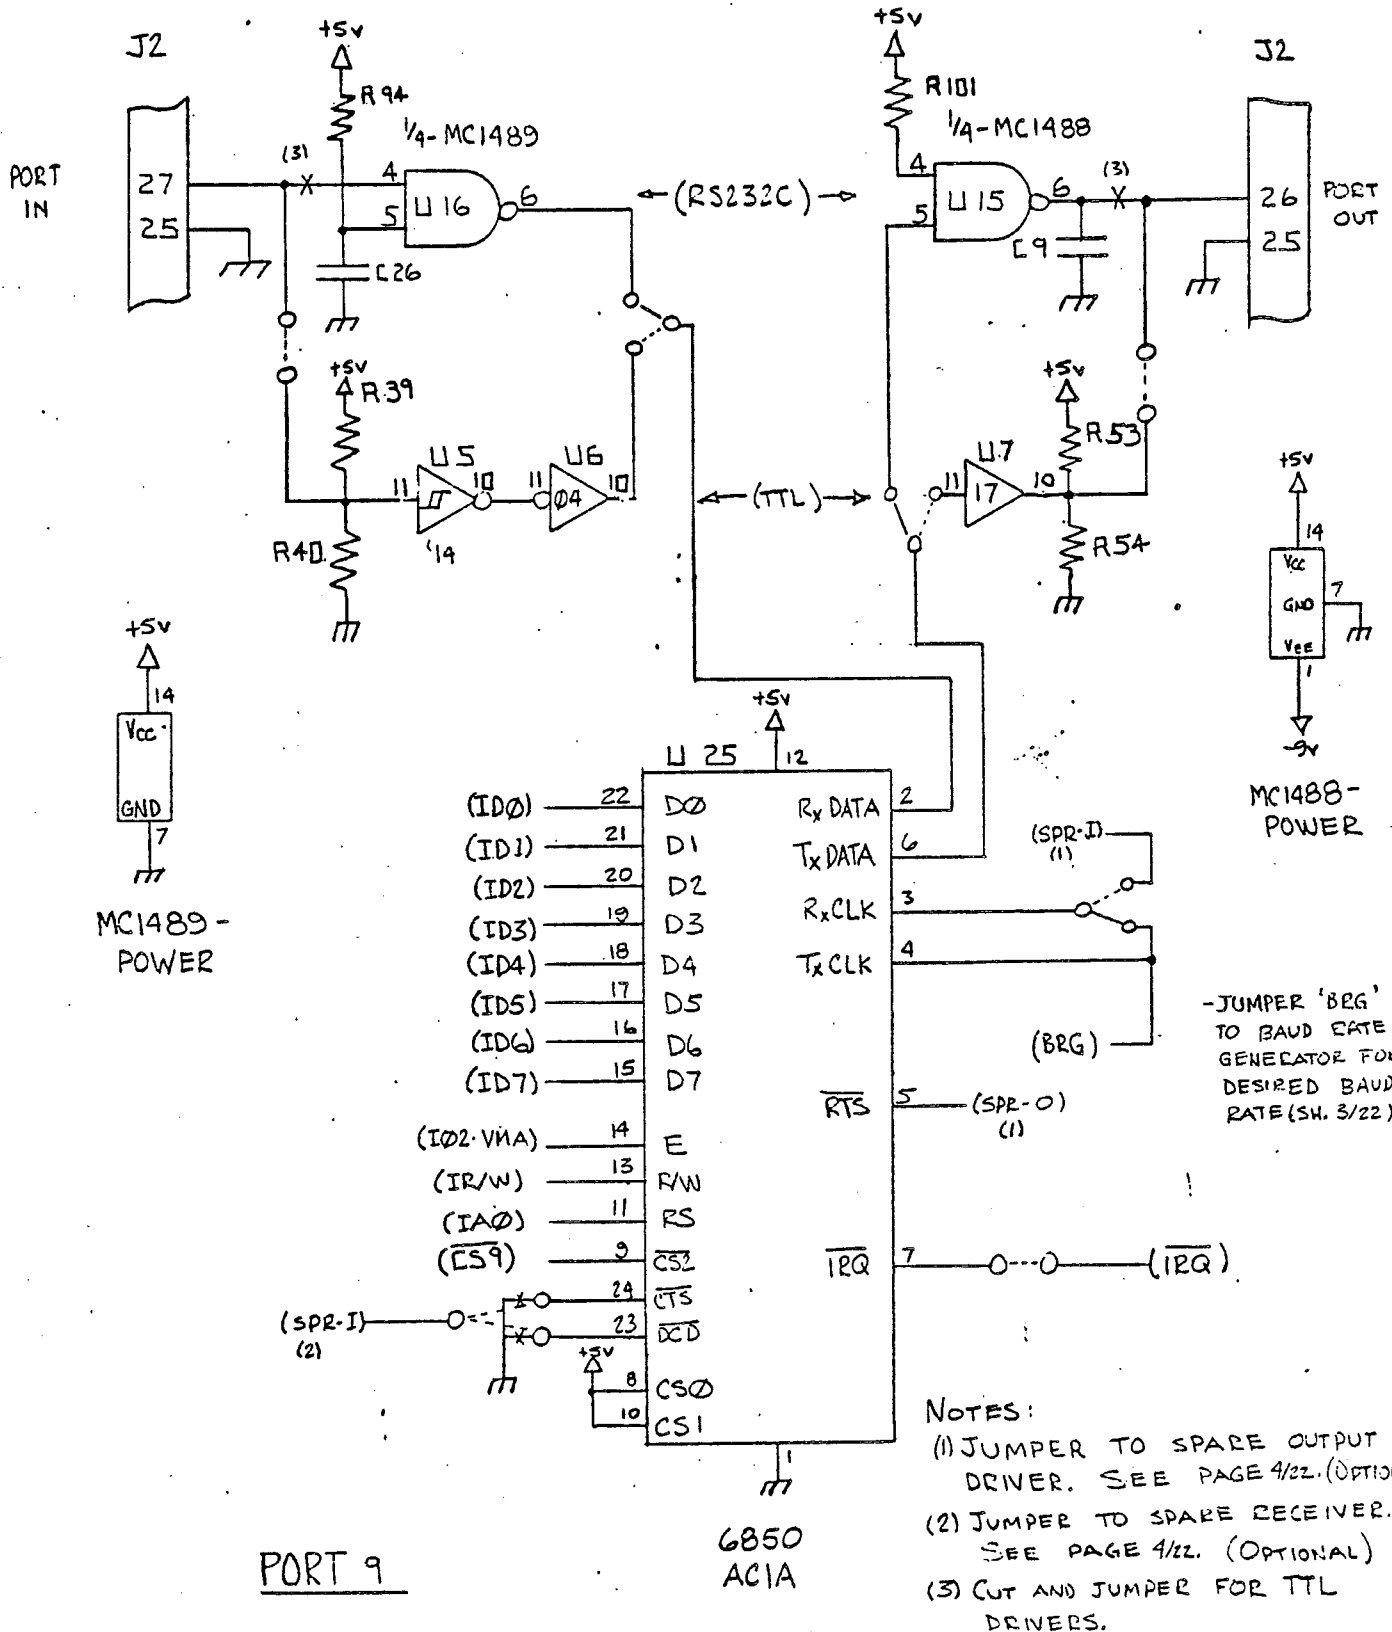 J2
+5v
R94
1/4-MC1489
PORT
IN
27
25
(3)
4
5
U16
6
C26
←(RS232C)→
+5v
R101
1/4-MC1488
J2
4
5
U15
6
(3)
C9
26
25
PORT
OUT
+5v
R39
R40
11
U5
10
'14
11
U6
04
10
←(TTL)→
11
U7
17
10
+5v
R53
R54
+5v
14
Vcc
GND
7
MC1489-
POWER
+5v
14
Vcc
GND
7
VEE
1
-9v
MC1488-
POWER
U 25
+5v
12
(IDØ) 22 DØ
(ID1) 21 D1
(ID2) 20 D2
(ID3) 19 D3
(ID4) 18 D4
(ID5) 17 D5
(ID6) 16 D6
(ID7) 15 D7
(IØ2·VMA) 14 E
(IR/W) 13 R/W
(IAØ) 11 RS
(CS9) 9 CS2
24 CTS
(SPR-I)
(2)
23 DCD
+5v
8 CSØ
10 CS1
1
RxDATA 2
TxDATA 6
RxCLK 3
TxCLK 4
(SPR-I)
(1)
(BRG)
RTS 5 (SPR-O)
(1)
IRQ 7 (IRQ)
-JUMPER 'BRG'
TO BAUD RATE
GENERATOR FOR
DESIRED BAUD
RATE (SH. 3/22)
6850
ACIA
PORT 9
NOTES:
(1) JUMPER TO SPARE OUTPUT
DRIVER. SEE PAGE 4/22. (OPTIO
(2) JUMPER TO SPARE RECEIVER.
SEE PAGE 4/22. (OPTIONAL)
(3) CUT AND JUMPER FOR TTL
DRIVERS.